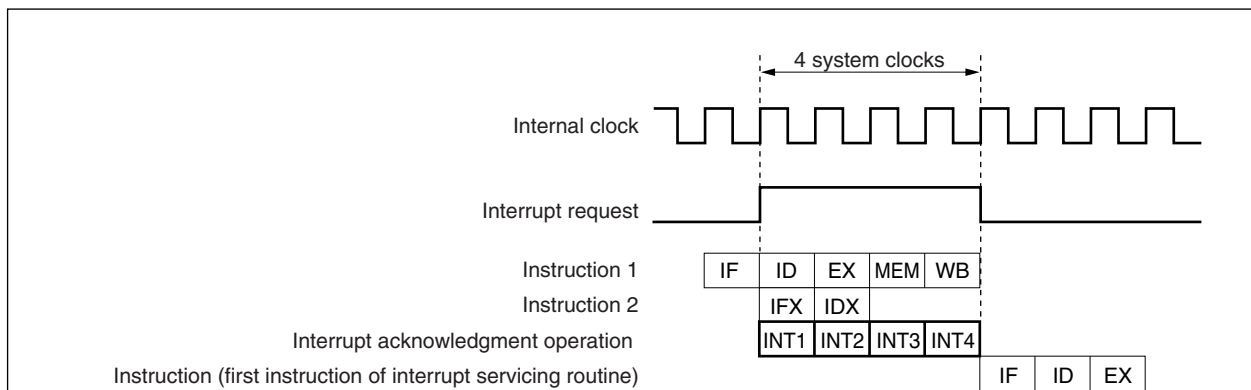 4 system clocks
Internal clock
Interrupt request
Instruction 1 IF ID EX MEM WB
Instruction 2 IFX IDX
Interrupt acknowledgment operation INT1 INT2 INT3 INT4
Instruction (first instruction of interrupt servicing routine) IF ID EX